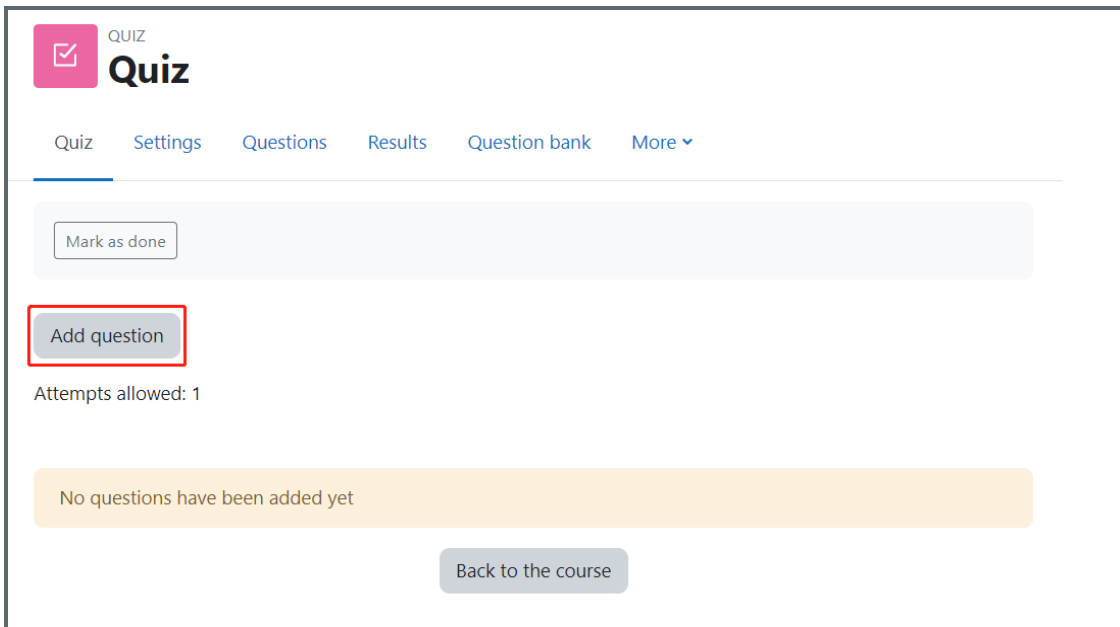 QUIZ
Quiz
Quiz Settings Questions Results Question bank More
Mark as done
Add question
Attempts allowed: 1
No questions have been added yet
Back to the course